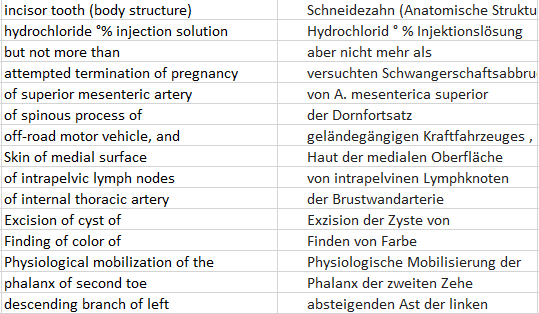 incisor tooth (body structure) Schneidezahn (Anatomische Struktu
hydrochloride °% injection solution Hydrochlorid ° % Injektionslösung
but not more than aber nicht mehr als
attempted termination of pregnancy versuchten Schwangerschaftsabbru
of superior mesenteric artery von A. mesenterica superior
of spinous process of der Dornfortsatz
off-road motor vehicle, and geländegängigen Kraftfahrzeuges ,
Skin of medial surface Haut der medialen Oberfläche
of intrapelvic lymph nodes von intrapelvinen Lymphknoten
of internal thoracic artery der Brustwandarterie
Excision of cyst of Exzision der Zyste von
Finding of color of Finden von Farbe
Physiological mobilization of the Physiologische Mobilisierung der
phalanx of second toe Phalanx der zweiten Zehe
descending branch of left absteigenden Ast der linken